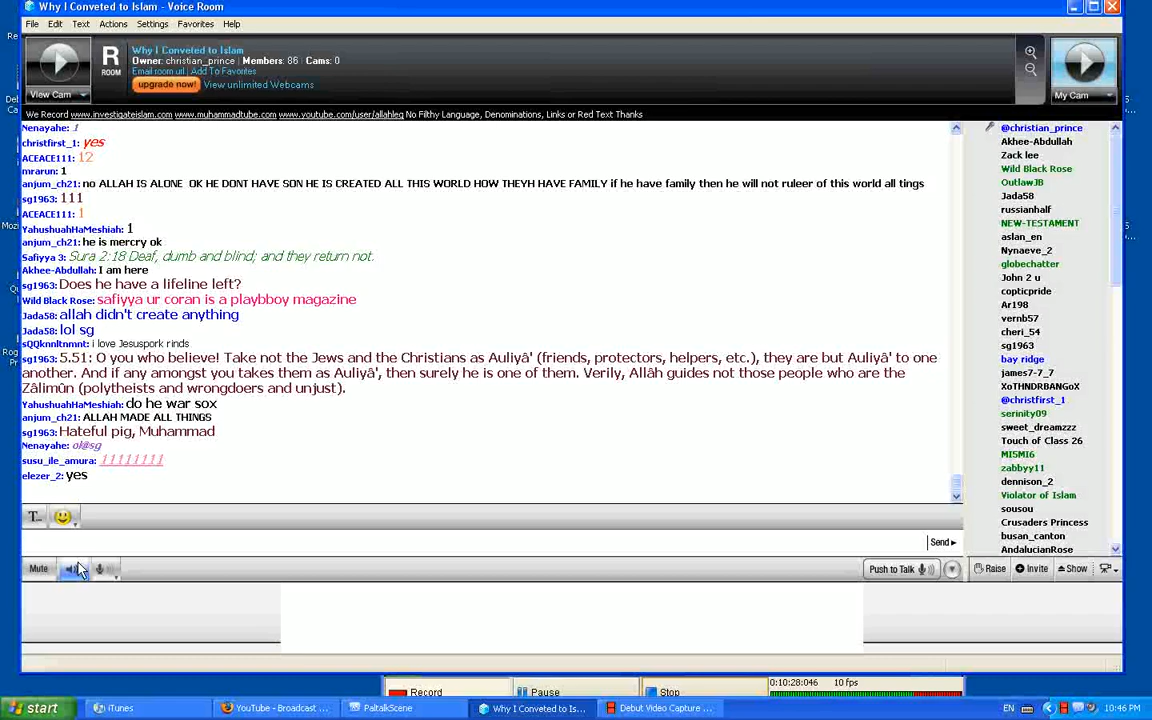 Why I Conveted to Islam - Voice Room
File Edit Text Actions Settings Favorites Help
R
ROOM
Why I Conveted to Islam
Owner: christian_prince | Members: 86 | Cams: 0
Email room url | Add To Favorites
upgrade now! View unlimited Webcams
View Cam
My Cam
We Record www.investigateislam.com www.muhammadtube.com www.youtube.com/user/allahleg No Filthy Language, Denominations, Links or Red Text Thanks
Nenayahe: 1
christfirst_1: yes
ACEACE111: 12
mrarun: 1
anjum_ch21: no ALLAH IS ALONE OK HE DONT HAVE SON HE IS CREATED ALL THIS WORLD HOW THEYH HAVE FAMILY if he have family then he will not ruleer of this world all tings
sg1963: 111
ACEACE111: 1
YahushuahHaMeshiah: 1
anjum_ch21: he is mercry ok
Safiyya 3: Sura 2:18 Deaf, dumb and blind; and they return not.
Akhee-Abdullah: I am here
sg1963: Does he have a lifeline left?
Wild Black Rose: safiyya ur coran is a playbboy magazine
Jada58: allah didn't create anything
Jada58: lol sg
sQQknnltnmnt: i love Jesuspork rinds
sg1963: 5.51: O you who believe! Take not the Jews and the Christians as Auliyâ' (friends, protectors, helpers, etc.), they are but Auliyâ' to one
another. And if any amongst you takes them as Auliyâ', then surely he is one of them. Verily, Allâh guides not those people who are the
Zâlimûn (polytheists and wrongdoers and unjust).
YahushuahHaMeshiah: do he war sox
anjum_ch21: ALLAH MADE ALL THINGS
sg1963: Hateful pig, Muhammad
Nenayahe: ol@sg
susu_ile_amura: 11111111
elezer_2: yes
@christian_prince
Akhee-Abdullah
Zack lee
Wild Black Rose
OutlawJB
Jada58
russianhalf
NEW-TESTAMENT
aslan_en
Nynaeve_2
globechatter
John 2 u
copticpride
Ar198
vernb57
cheri_54
sg1963
bay ridge
james7-7_7
XoTHNDRBANGoX
@christfirst_1
serinity09
sweet_dreamzzz
Touch of Class 26
MI5MI6
zabbyy11
dennison_2
Violator of Islam
sousou
Crusaders Princess
busan_canton
AndalucianRose
T...
Send
Mute
Push to Talk
Raise Invite Show
Record Pause Stop
0:10:28:046 10 fps
start iTunes YouTube - Broadcast ... PaltalkScene Why I Conveted to Is... Debut Video Capture ... EN 10:46 PM